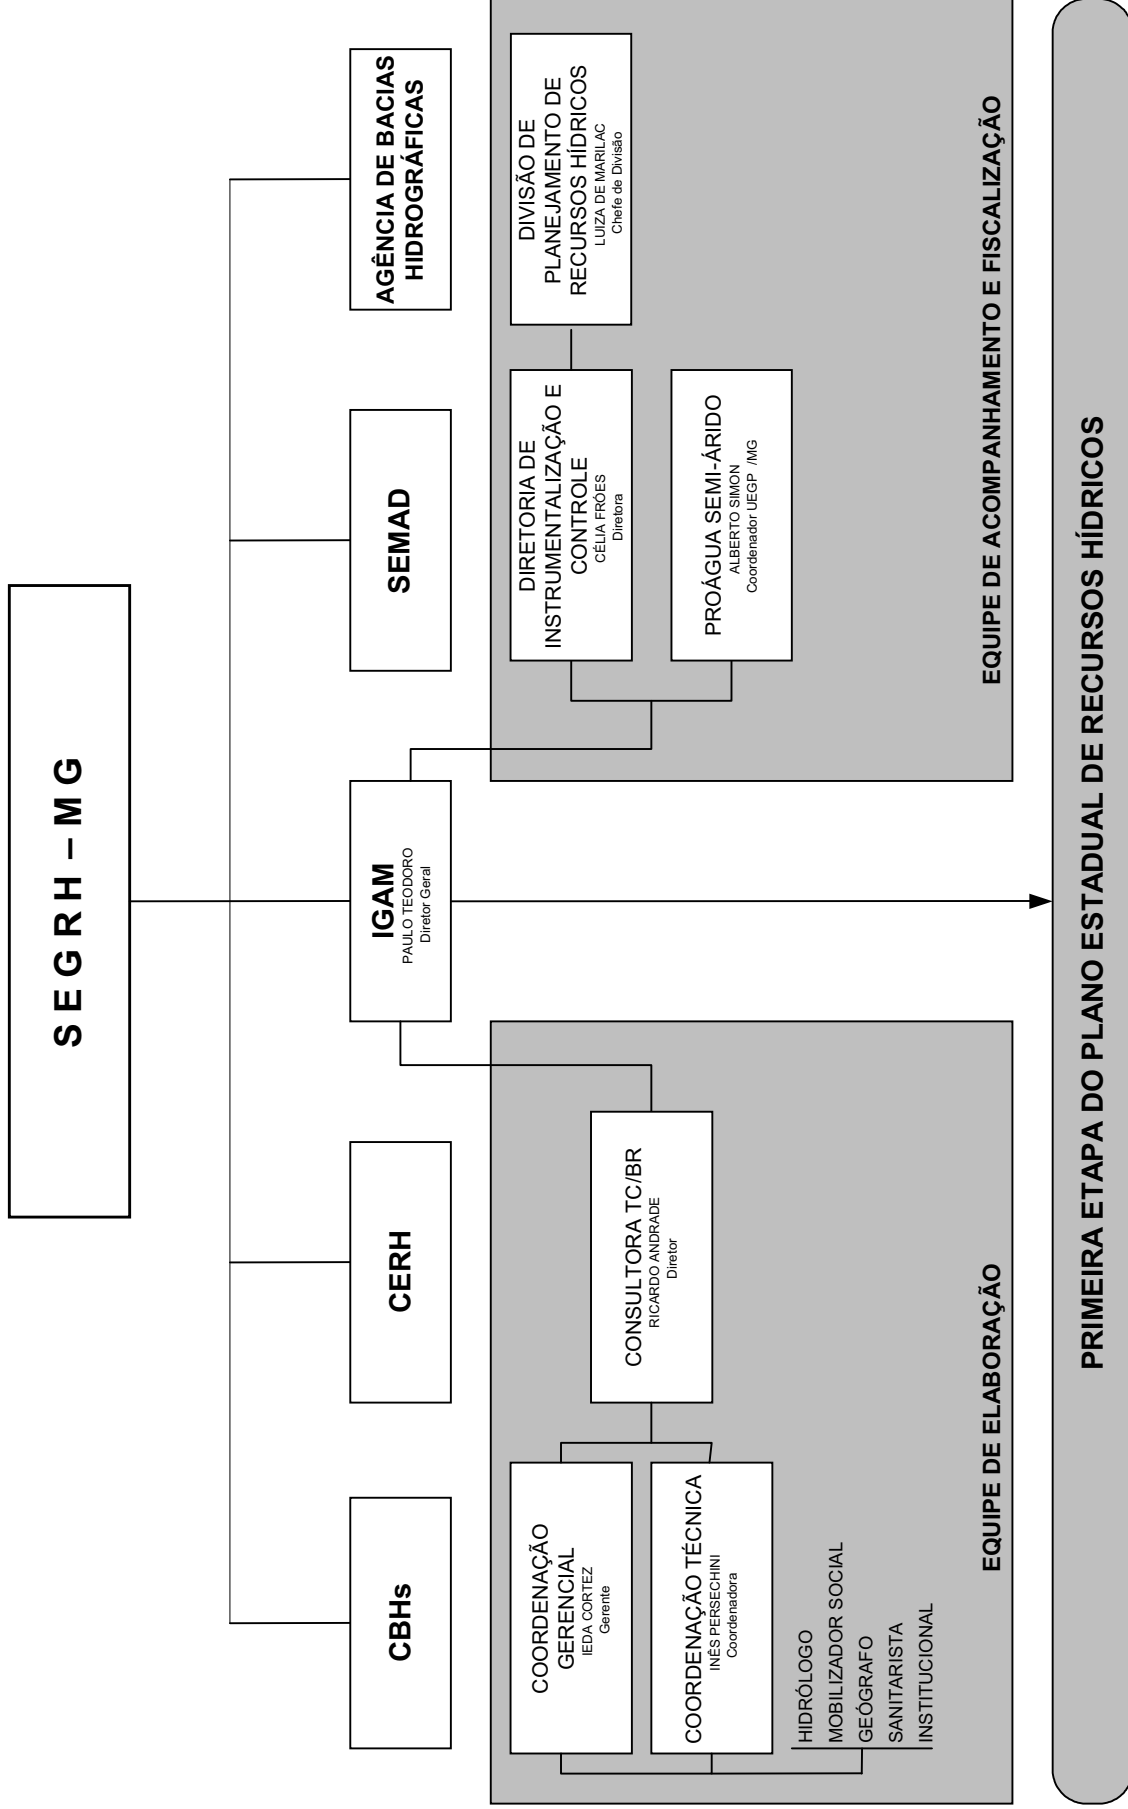 SEGRH – MG
CBHs
CERH
IGAM
PAULO TEODORO
Diretor Geral
SEMAD
AGÊNCIA DE BACIAS
HIDROGRÁFICAS
COORDENAÇÃO
GERENCIAL
IEDA CORTEZ
Gerente
COORDENAÇÃO TÉCNICA
INÊS PERSECHINI
Coordenadora
HIDRÓLOGO
MOBILIZADOR SOCIAL
GEÓGRAFO
SANITARISTA
INSTITUCIONAL
CONSULTORA TC/BR
RICARDO ANDRADE
Diretor
EQUIPE DE ELABORAÇÃO
DIRETORIA DE
INSTRUMENTALIZAÇÃO E
CONTROLE
CÉLIA FRÓES
Diretora
DIVISÃO DE
PLANEJAMENTO DE
RECURSOS HÍDRICOS
LUIZA DE MARILAC
Chefe de Divisão
PROÁGUA SEMI-ÁRIDO
ALBERTO SIMON
Coordenador UEGP /MG
EQUIPE DE ACOMPANHAMENTO E FISCALIZAÇÃO
PRIMEIRA ETAPA DO PLANO ESTADUAL DE RECURSOS HÍDRICOS